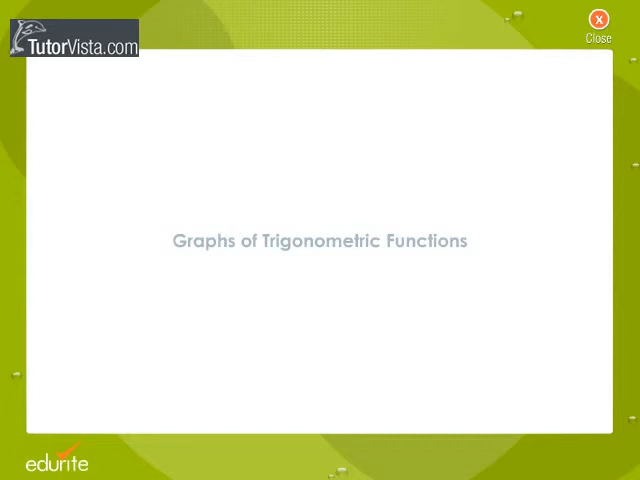 TutorVista.com
x
Close
Graphs of Trigonometric Functions
edurite